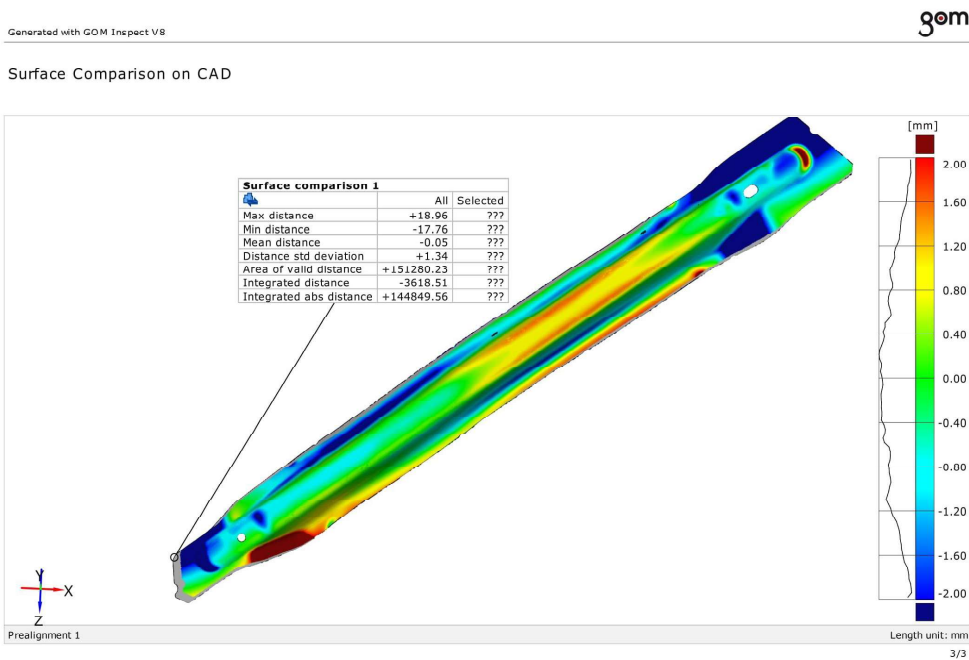 Generated with GOM Inspect V8
gom
Surface Comparison on CAD
[mm]
Surface comparison 1
All Selected
Max distance +18.96 ???
Min distance -17.76 ???
Mean distance -0.05 ???
Distance std deviation +1.34 ???
Area of valid distance +151280.23 ???
Integrated distance -3618.51 ???
Integrated abs distance +144849.56 ???
2.00
1.60
1.20
0.80
0.40
0.00
-0.40
-0.00
-1.20
-1.60
-2.00
Y
X
Z
Prealignment 1
Length unit: mm
3/3